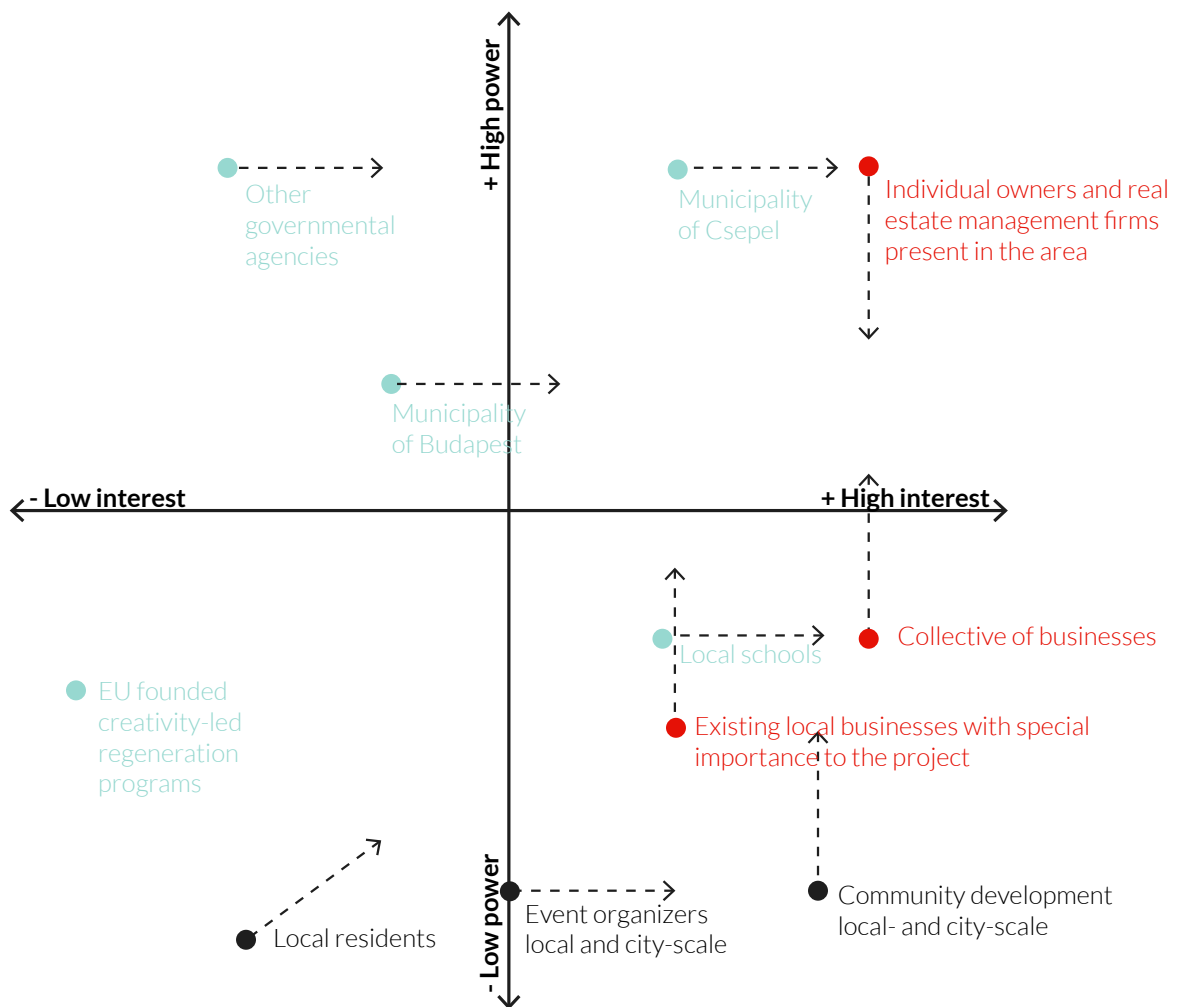 + High power
Other
governmental
agencies
Municipality
of Csepel
Individual owners and real
estate management firms
present in the area
Municipality
of Budapest
- Low interest
+ High interest
Local schools
Collective of businesses
EU founded
creativity-led
regeneration
programs
Existing local businesses with special
importance to the project
- Low power
Local residents
Event organizers
local and city-scale
Community development
local- and city-scale